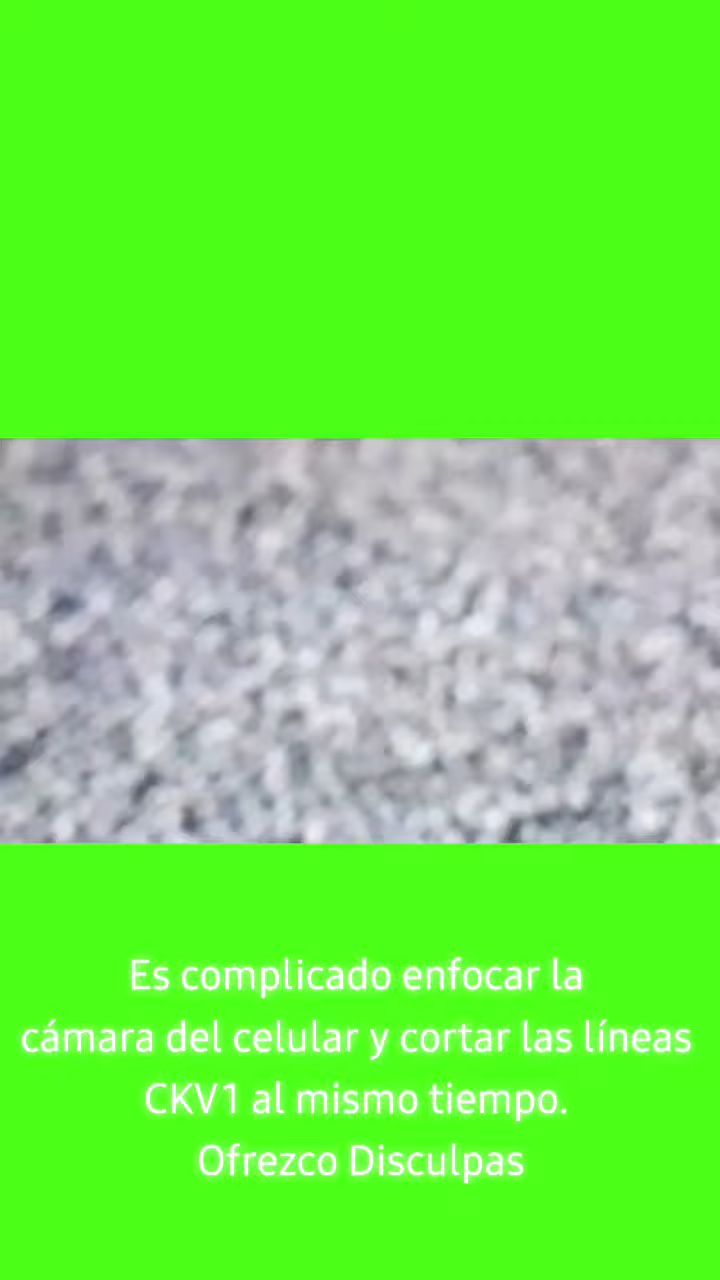 Es complicado enfocar la
cámara del celular y cortar las líneas
CKV1 al mismo tiempo.
Ofrezco Disculpas